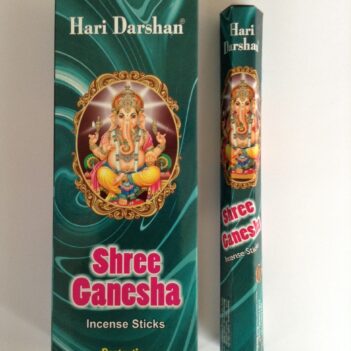 Hari Darshan®
Shree
Ganesha
Incense Sticks
Hari
Darshan®
Shree
Ganesha
Incense Sticks